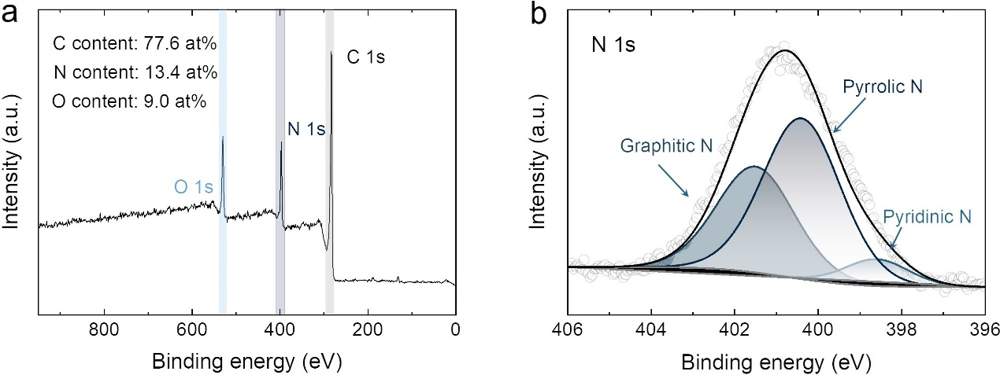 a
C content: 77.6 at%
N content: 13.4 at%
O content: 9.0 at%
C 1s
N 1s
O 1s
Intensity (a.u.)
800 600 400 200 0
Binding energy (eV)
b
N 1s
Pyrrolic N
Graphitic N
Pyridinic N
Intensity (a.u.)
406 404 402 400 398 396
Binding energy (eV)